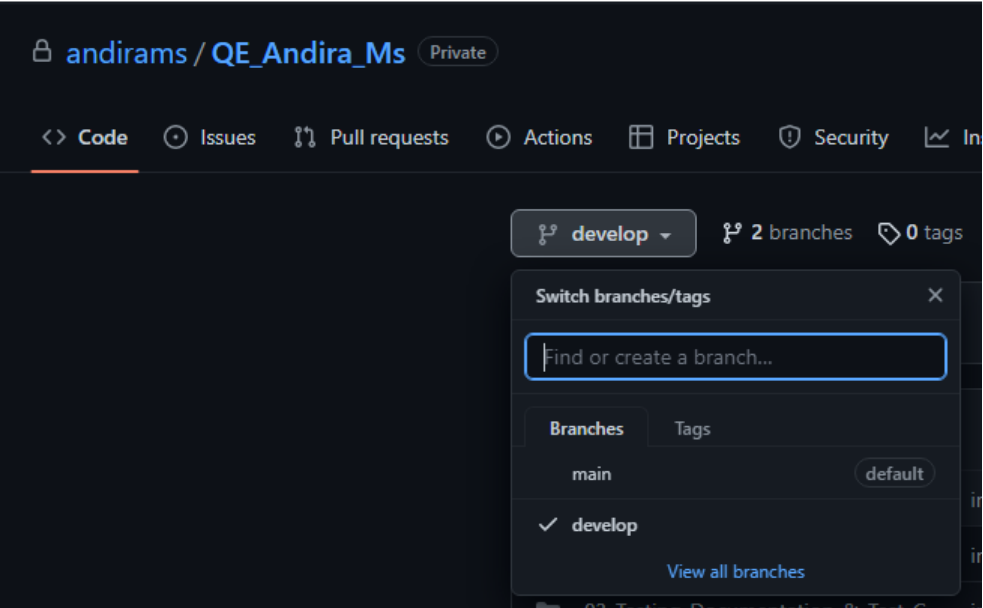 andirams / QE_Andira_Ms Private
Code Issues Pull requests Actions Projects Security
develop 2 branches 0 tags
Switch branches/tags
Find or create a branch...
Branches Tags
main default
develop
View all branches